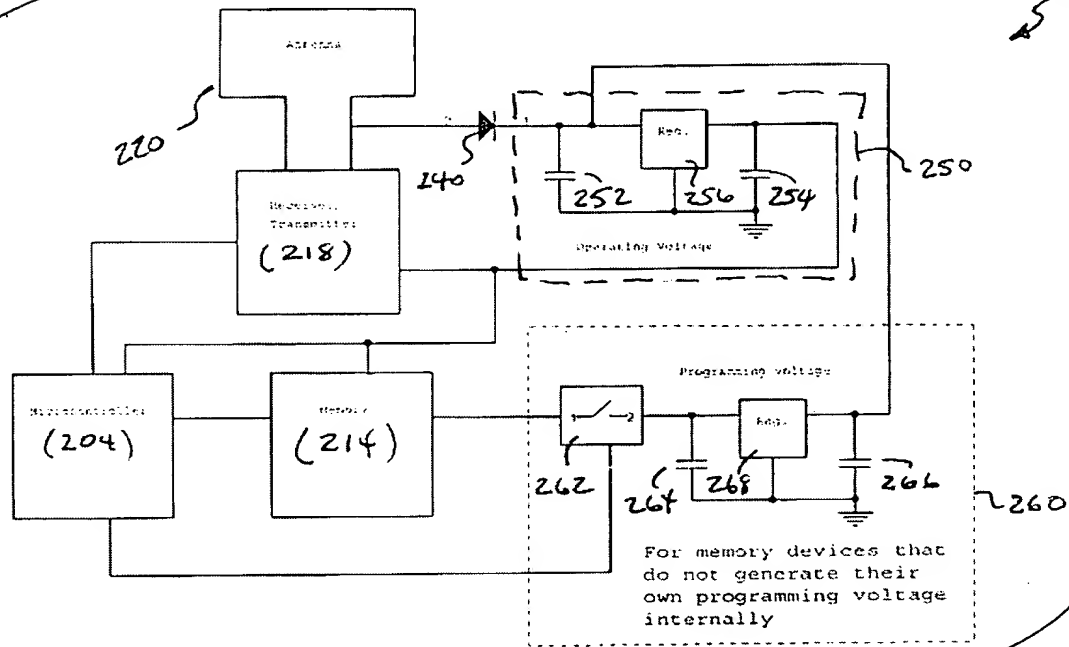 Antenna
220
2
1
240
Reg.
252
256
254
250
Operating Voltage
Receiver,
Transmitter
(218)
Programming Voltage
Microcontroller
(204)
Memory
(214)
1
2
262
264
Reg.
268
266
260
For memory devices that
do not generate their
own programming voltage
internally